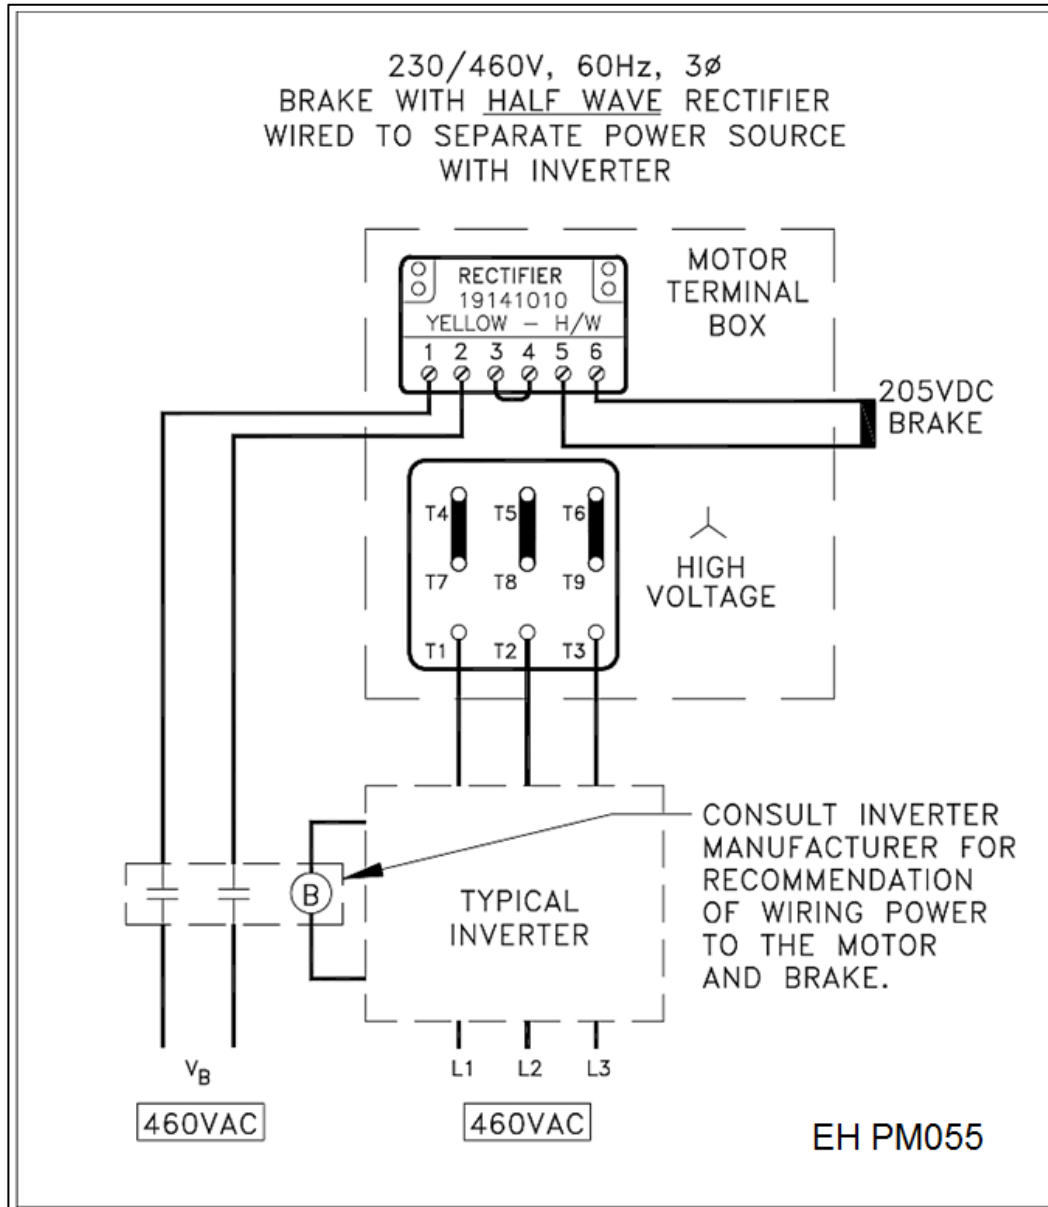 230/460V, 60Hz, 3ø
BRAKE WITH HALF WAVE RECTIFIER
WIRED TO SEPARATE POWER SOURCE
WITH INVERTER
MOTOR
TERMINAL
BOX
RECTIFIER
19141010
YELLOW - H/W
1 2 3 4 5 6
205VDC
BRAKE
T4 T5 T6
T7 T8 T9
HIGH
VOLTAGE
T1 T2 T3
CONSULT INVERTER
MANUFACTURER FOR
RECOMMENDATION
OF WIRING POWER
TO THE MOTOR
AND BRAKE.
B
TYPICAL
INVERTER
VB
L1 L2 L3
460VAC
460VAC
EH PM055